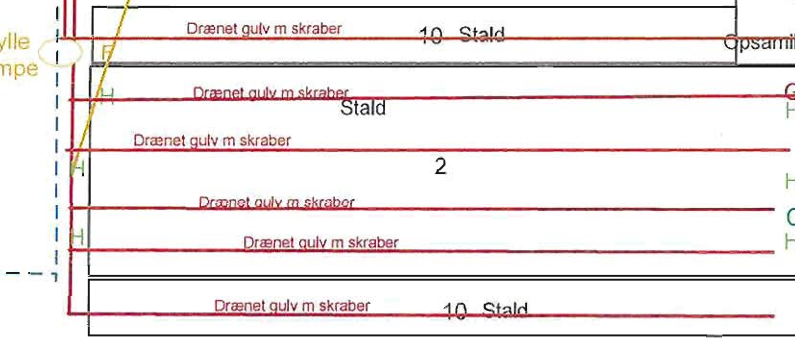 Drænet gulv m skraber
10 Stald
ylle
mpe
F
Opsamli
H
Drænet gulv m skraber
Stald
H
Drænet gulv m skraber
H
2
H
Drænet gulv m skraber
H
Drænet gulv m skraber
H
Drænet gulv m skraber
10 Stald